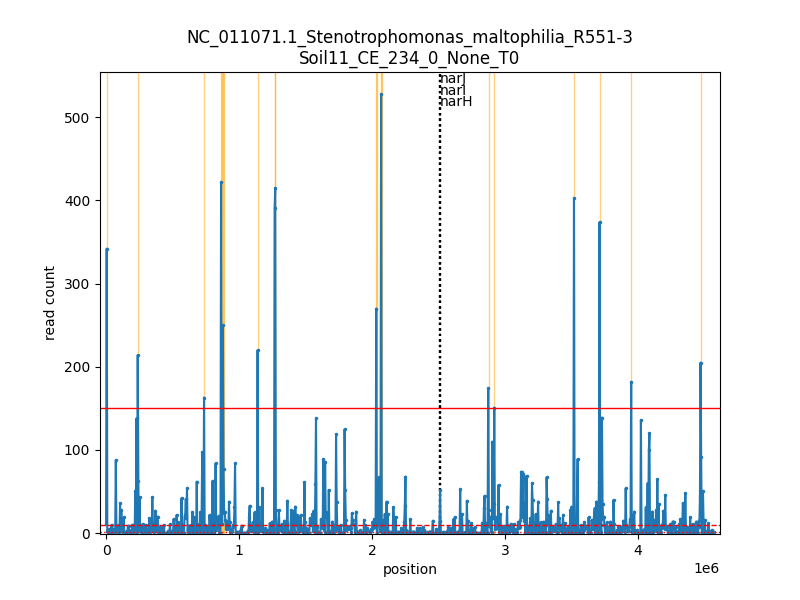 NC_011071.1_Stenotrophomonas_maltophilia_R551-3
Soil11_CE_234_0_None_T0
narJ
narI
narH
500
400
300
200
100
0
read count
0
1
2
3
4
1e6
position